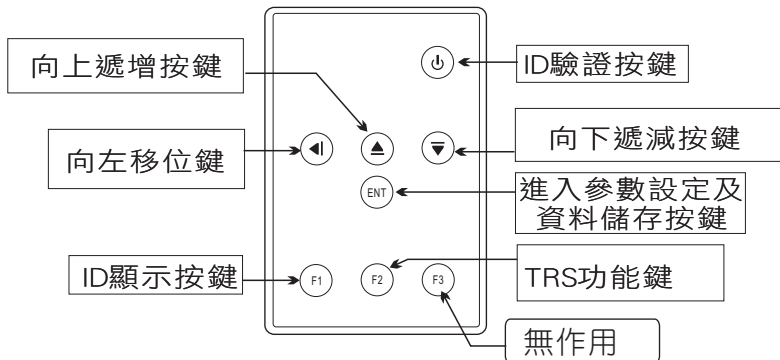 ID驗證按鍵
向上遞增按鍵
向下遞減按鍵
向左移位鍵
ENT
進入參數設定及
資料儲存按鍵
ID顯示按鍵
F1
F2
F3
TRS功能鍵
無作用